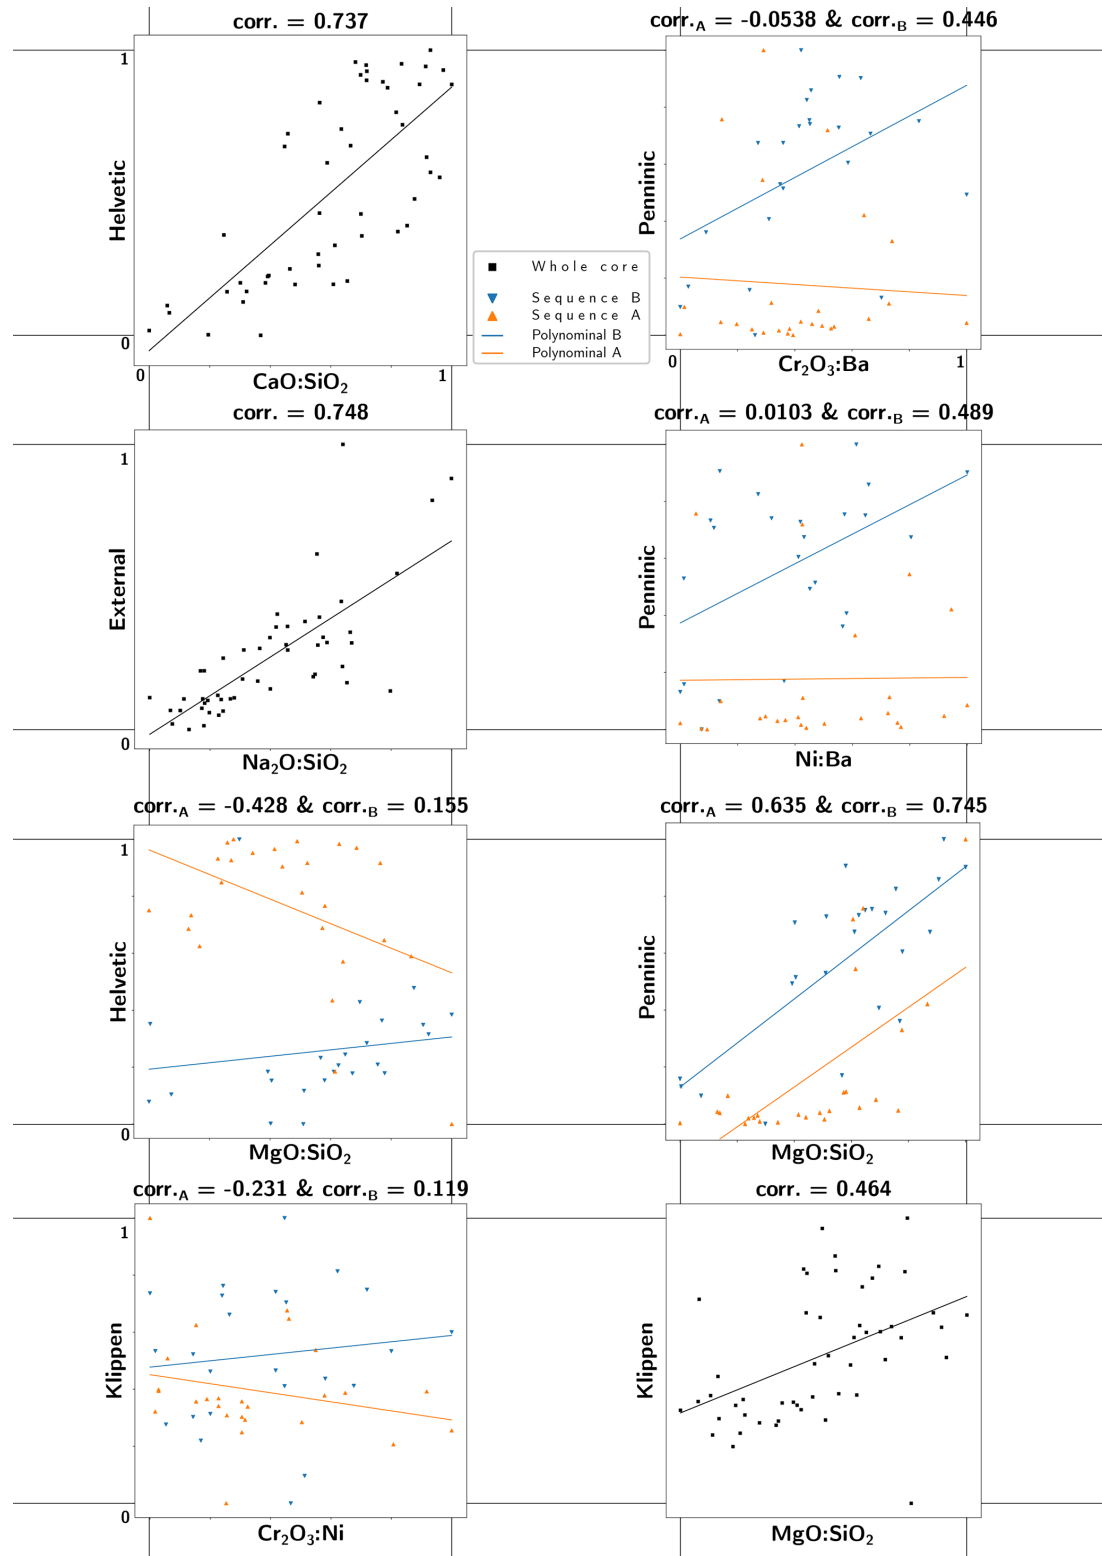 corr. = 0.737
corr.A = -0.0538 & corr.B = 0.446
1
Helvetic
0
0
CaO:SiO2
1
Penninic
0
Cr2O3:Ba
1
Whole core
Sequence B
Sequence A
Polynominal B
Polynominal A
corr. = 0.748
corr.A = 0.0103 & corr.B = 0.489
1
External
0
Na2O:SiO2
Penninic
Ni:Ba
corr.A = -0.428 & corr.B = 0.155
corr.A = 0.635 & corr.B = 0.745
1
Helvetic
0
MgO:SiO2
Penninic
MgO:SiO2
corr.A = -0.231 & corr.B = 0.119
corr. = 0.464
1
Klippen
0
Cr2O3:Ni
Klippen
MgO:SiO2